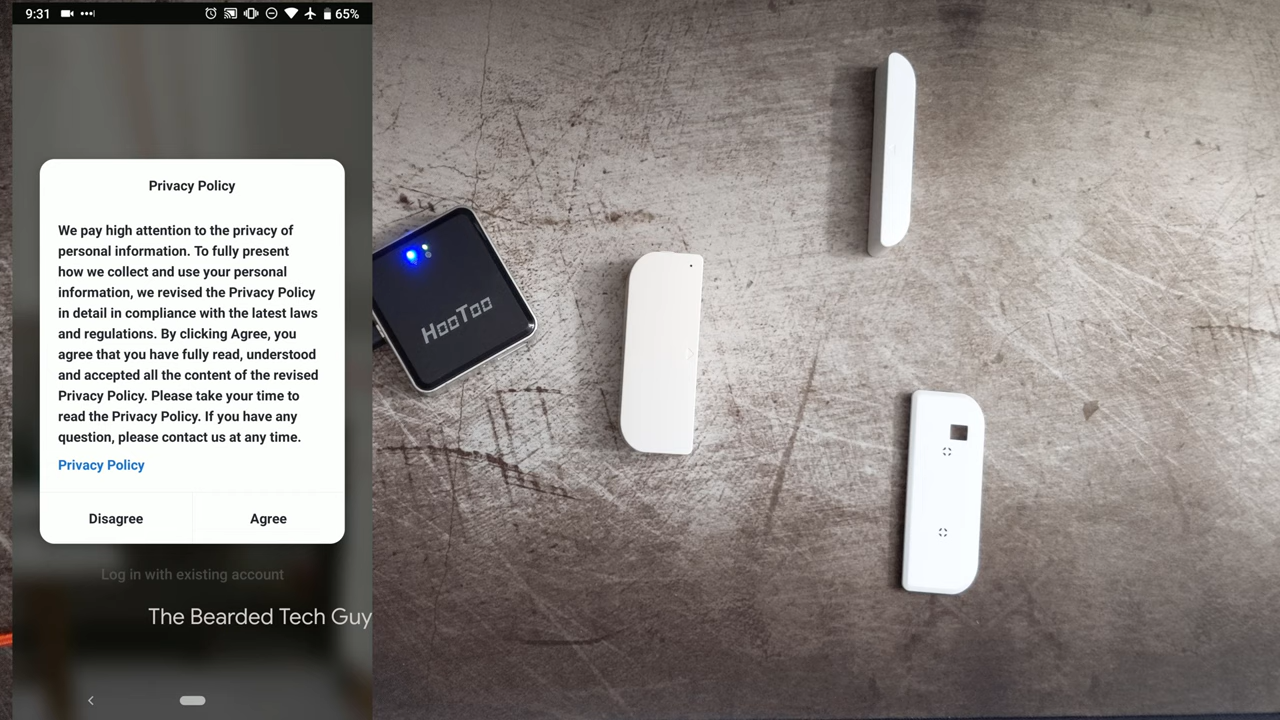 9:31
65%
Privacy Policy
We pay high attention to the privacy of
personal information. To fully present
how we collect and use your personal
information, we revised the Privacy Policy
in detail in compliance with the latest laws
and regulations. By clicking Agree, you
agree that you have fully read, understood
and accepted all the content of the revised
Privacy Policy. Please take your time to
read the Privacy Policy. If you have any
question, please contact us at any time.
Privacy Policy
Disagree
Agree
Log in with existing account
The Bearded Tech Guy
HooToo